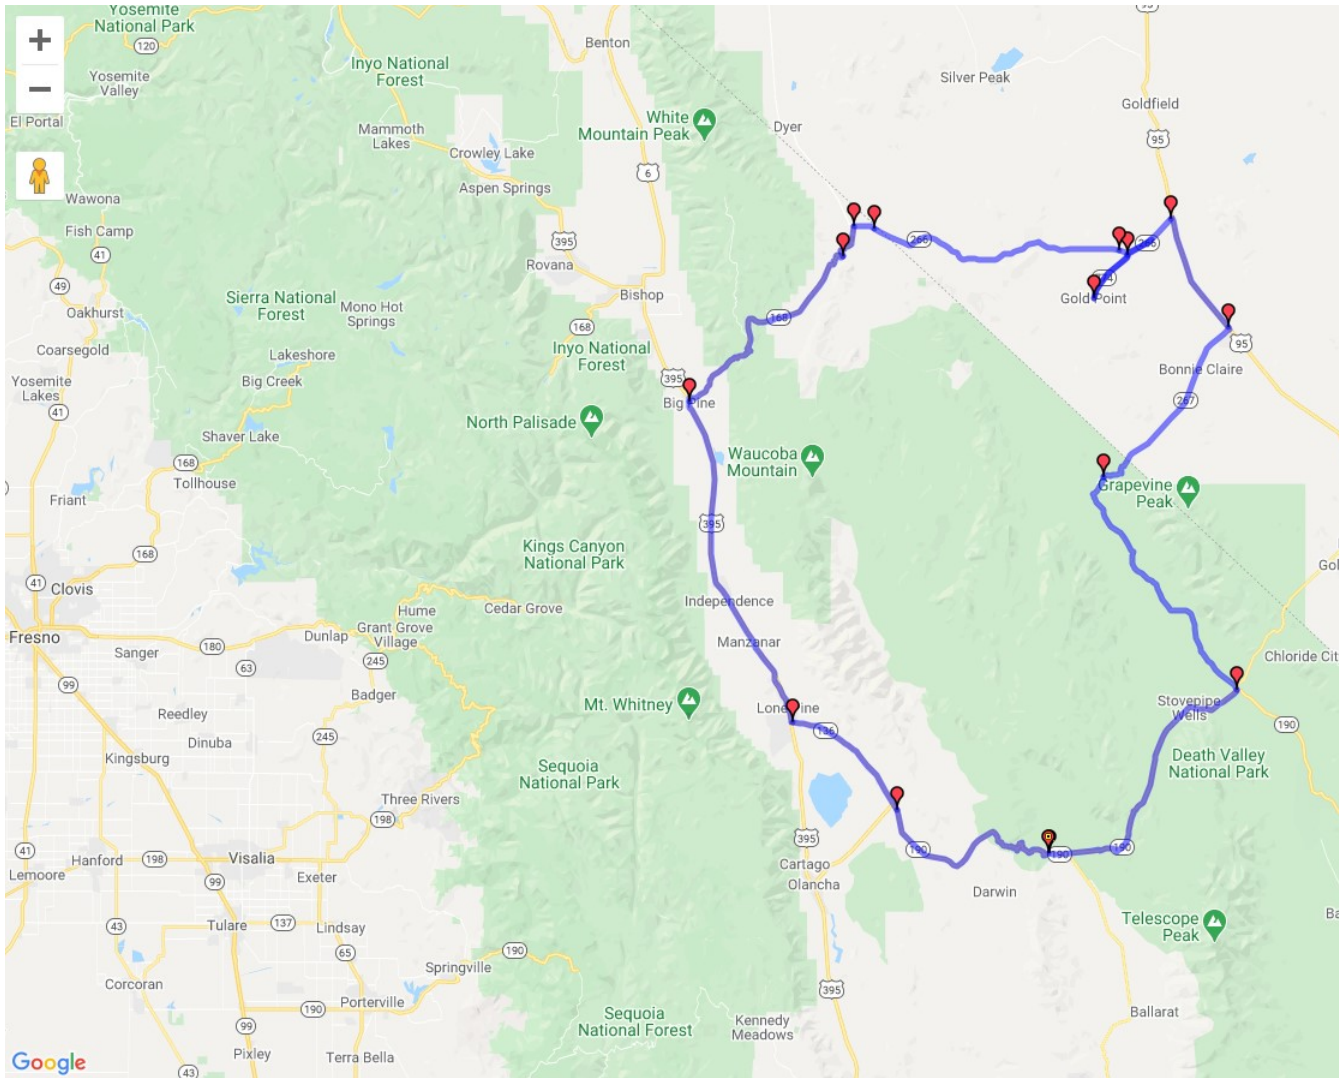 Yosemite
National Park
95
120
Benton
Inyo National
Forest
Silver Peak
Yosemite
Valley
Goldfield
White
Mountain Peak
El Portal
Mammoth
Lakes
Dyer
95
Crowley Lake
6
Aspen Springs
Wawona
Fish Camp
395
266
266
41
Rovana
49
Sierra National
Forest
Mono Hot
Springs
Bishop
Gold Point
Oakhurst
168
168
Coarsegold
Lakeshore
Inyo National
Forest
95
Bonnie Claire
Yosemite
Lakes
Big Creek
395
Big Pine
267
41
North Palisade
Shaver Lake
Waucoba
Mountain
168
Tollhouse
Grapevine
Peak
Friant
395
Kings Canyon
National Park
168
41
Clovis
Independence
Hume
Cedar Grove
Fresno
Dunlap
Grant Grove
Village
Manzanar
Sanger
180
245
63
Chloride Cit
99
Badger
Mt. Whitney
Lone Pine
Stovepipe
Wells
Reedley
190
245
136
Dinuba
Kingsburg
Death Valley
National Park
Sequoia
National Park
Three Rivers
198
395
41
Hanford
198
Visalia
190
190
190
Lemoore
99
Exeter
Cartago
Olancha
Darwin
43
Tulare
137
Lindsay
Telescope
Peak
Ba
65
190
Springville
Corcoran
395
190
Porterville
99
Sequoia
National Forest
Kennedy
Meadows
Ballarat
Google
Pixley
Terra Bella
43